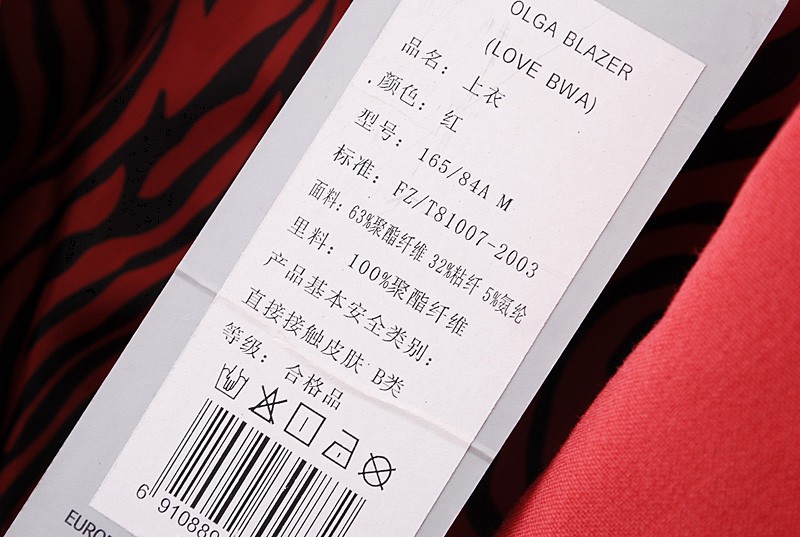 OLGA BLAZER
(LOVE BWA)
品名: 上衣
颜色: 红
型号: 165/84A M
标准: FZ/T81007-2003
面料: 63%聚酯纤维 32%粘纤 5%氨纶
里料: 100%聚酯纤维
产品基本安全类别:
直接接触皮肤 B类
等级: 合格品
6 910889